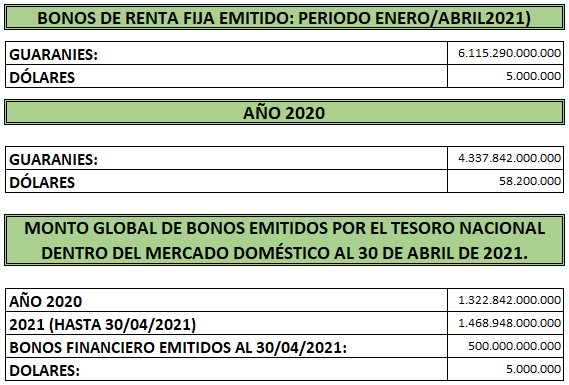 BONOS DE RENTA FIJA EMITIDO: PERIODO ENERO/ABRIL2021)
GUARANIES: 6.115.290.000.000
DÓLARES 5.000.000
AÑO 2020
GUARANIES: 4.337.842.000.000
DÓLARES 58.200.000
MONTO GLOBAL DE BONOS EMITIDOS POR EL TESORO NACIONAL
DENTRO DEL MERCADO DOMÉSTICO AL 30 DE ABRIL DE 2021.
AÑO 2020 1.322.842.000.000
2021 (HASTA 30/04/2021) 1.468.948.000.000
BONOS FINANCIERO EMITIDOS AL 30/04/2021: 500.000.000.000
DOLARES: 5.000.000